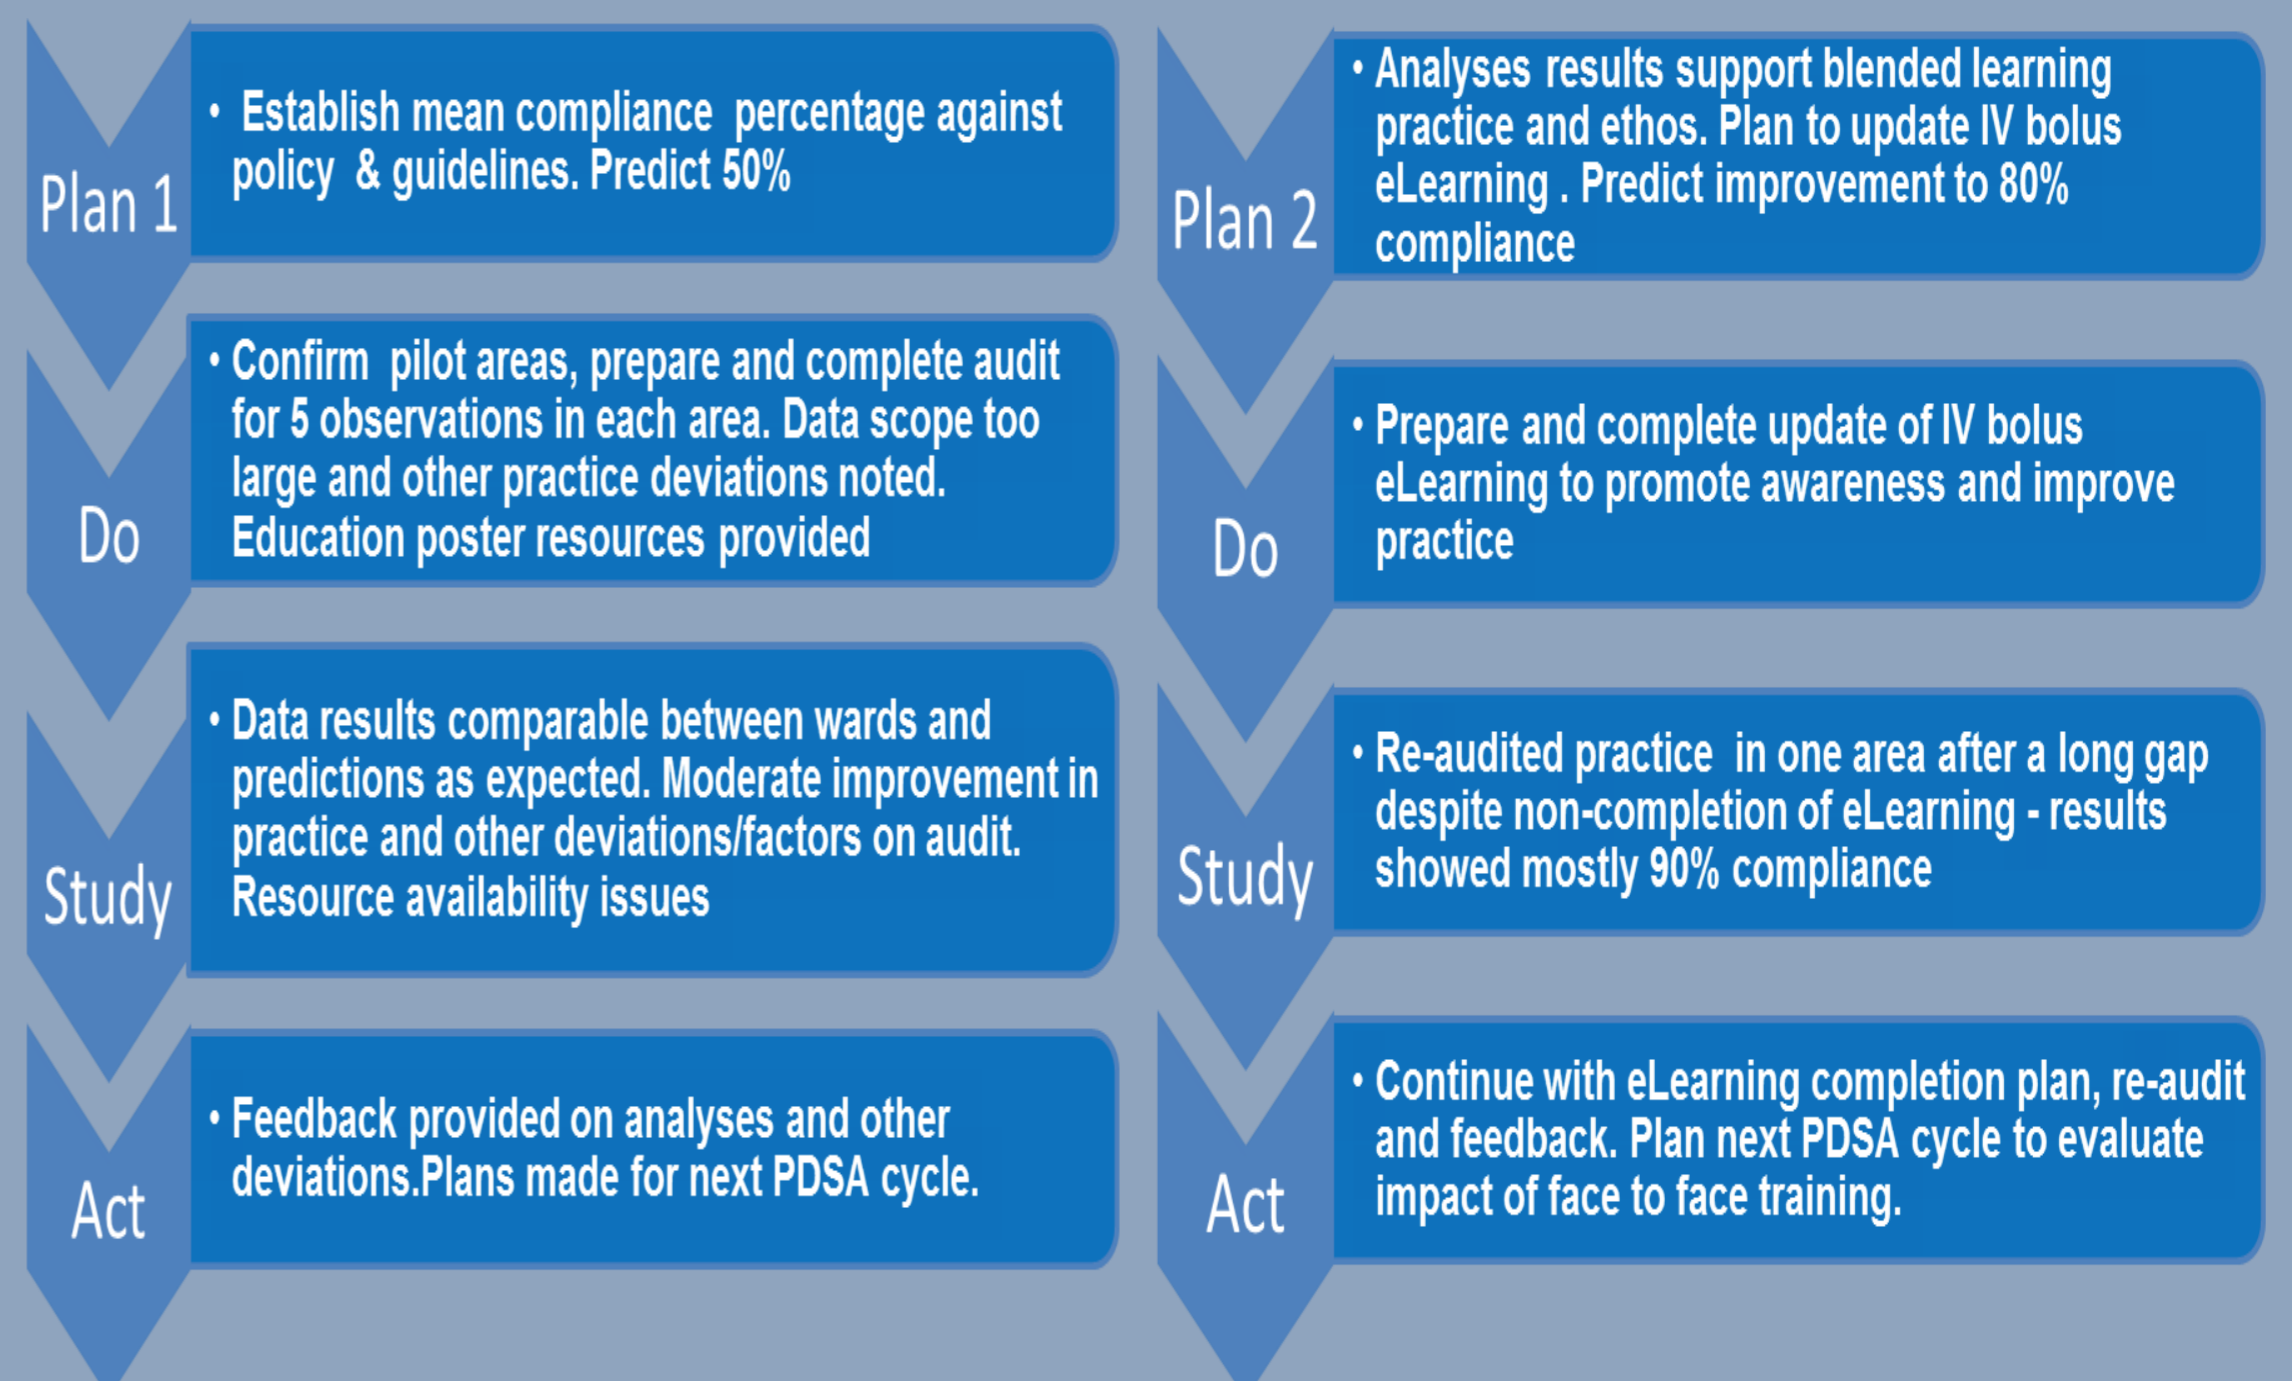 Plan 1
• Establish mean compliance percentage against
policy & guidelines. Predict 50%
Do
• Confirm pilot areas, prepare and complete audit
for 5 observations in each area. Data scope too
large and other practice deviations noted.
Education poster resources provided
Study
• Data results comparable between wards and
predictions as expected. Moderate improvement in
practice and other deviations/factors on audit.
Resource availability issues
Act
• Feedback provided on analyses and other
deviations.Plans made for next PDSA cycle.
Plan 2
• Analyses results support blended learning
practice and ethos. Plan to update IV bolus
eLearning . Predict improvement to 80%
compliance
Do
• Prepare and complete update of IV bolus
eLearning to promote awareness and improve
practice
Study
• Re-audited practice in one area after a long gap
despite non-completion of eLearning - results
showed mostly 90% compliance
Act
• Continue with eLearning completion plan, re-audit
and feedback. Plan next PDSA cycle to evaluate
impact of face to face training.